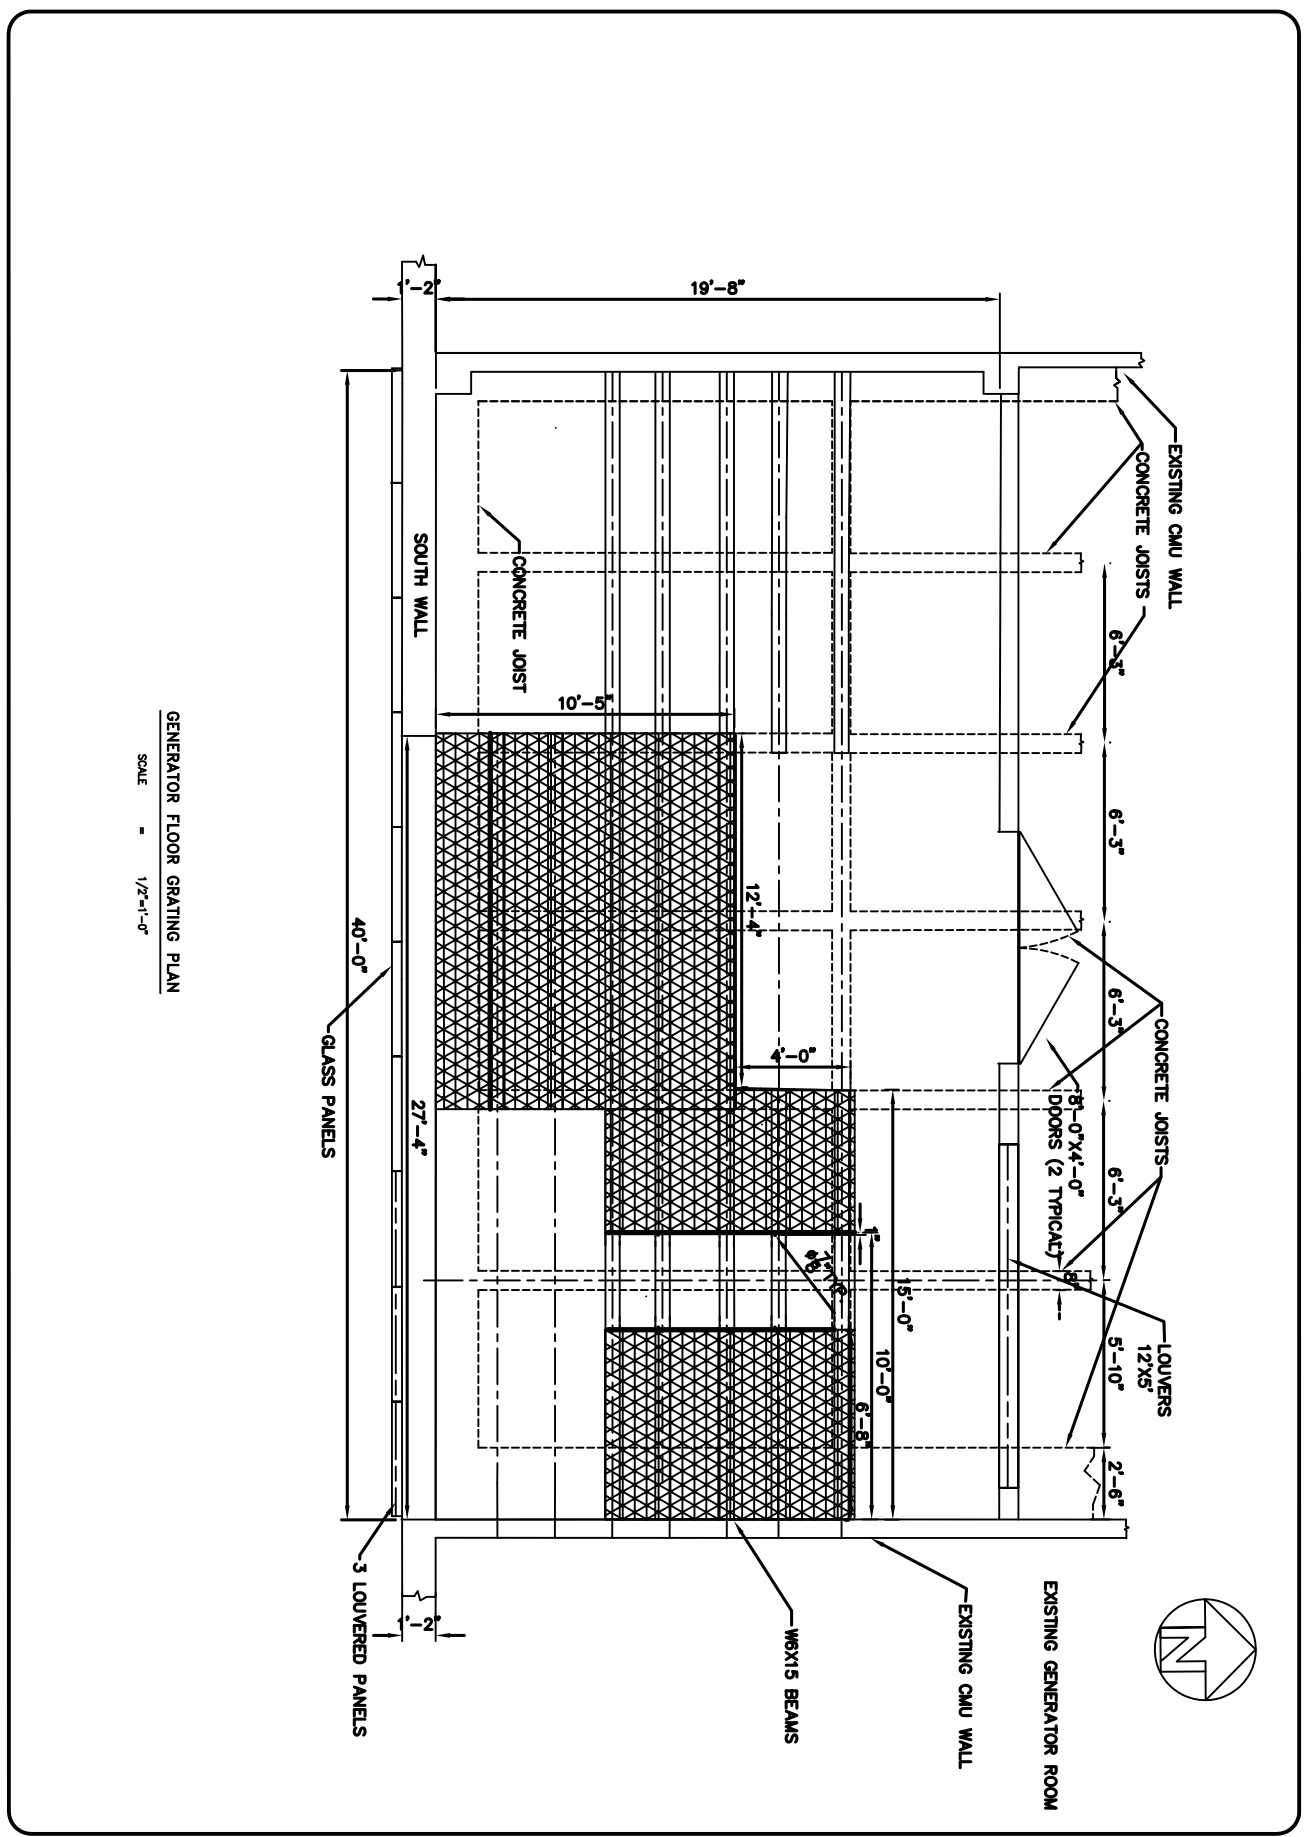 EXISTING CMU WALL
CONCRETE JOISTS
6'-3"
6'-3"
6'-3"
6'-3"
5'-10"
2'-6"
CONCRETE JOISTS
8'-0"X4'-0"
DOORS (2 TYPICAL)
8"
LOUVERS
12'X5'
EXISTING GENERATOR ROOM
N
19'-8"
1'-2"
CONCRETE JOIST
SOUTH WALL
10'-5"
12'-4"
4'-0"
1"
15'-0"
10'-0"
6'-8"
EXISTING CMU WALL
W6X15 BEAMS
27'-4"
40'-0"
GLASS PANELS
3 LOUVERED PANELS
1'-2"
GENERATOR FLOOR GRATING PLAN
SCALE = 1/2"=1'-0"